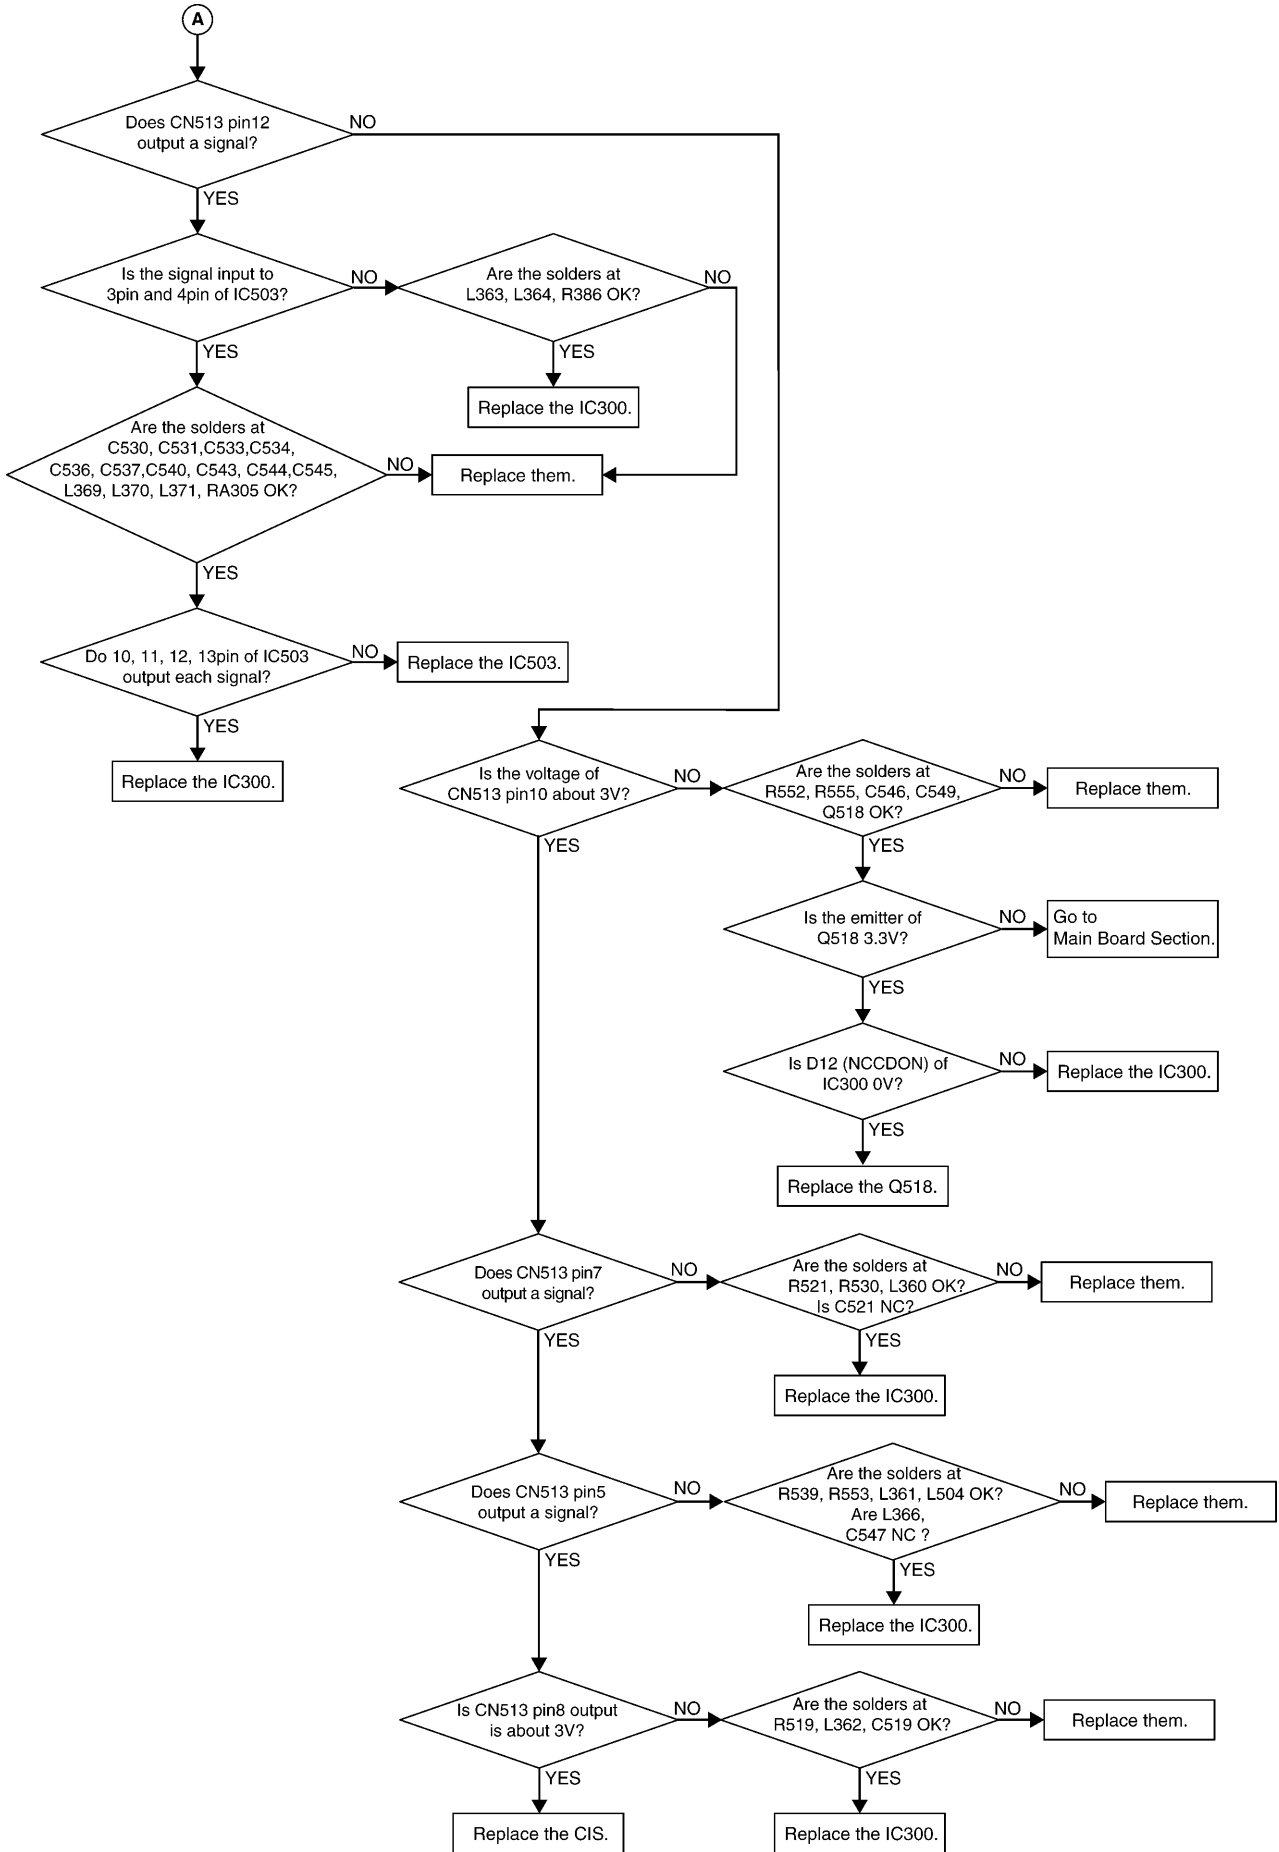 A
Does CN513 pin12
output a signal?
NO
YES
Is the signal input to
3pin and 4pin of IC503?
NO
Are the solders at
L363, L364, R386 OK?
NO
YES
YES
Replace the IC300.
Are the solders at
C530, C531,C533,C534,
C536, C537,C540, C543, C544,C545,
L369, L370, L371, RA305 OK?
NO
Replace them.
YES
Do 10, 11, 12, 13pin of IC503
output each signal?
NO
Replace the IC503.
YES
Replace the IC300.
Is the voltage of
CN513 pin10 about 3V?
NO
Are the solders at
R552, R555, C546, C549,
Q518 OK?
NO
Replace them.
YES
YES
Is the emitter of
Q518 3.3V?
NO
Go to
Main Board Section.
YES
Is D12 (NCCDON) of
IC300 0V?
NO
Replace the IC300.
YES
Replace the Q518.
Does CN513 pin7
output a signal?
NO
Are the solders at
R521, R530, L360 OK?
Is C521 NC?
NO
Replace them.
YES
YES
Replace the IC300.
Does CN513 pin5
output a signal?
NO
Are the solders at
R539, R553, L361, L504 OK?
Are L366,
C547 NC ?
NO
Replace them.
YES
YES
Replace the IC300.
Is CN513 pin8 output
is about 3V?
NO
Are the solders at
R519, L362, C519 OK?
NO
Replace them.
YES
YES
Replace the CIS.
Replace the IC300.